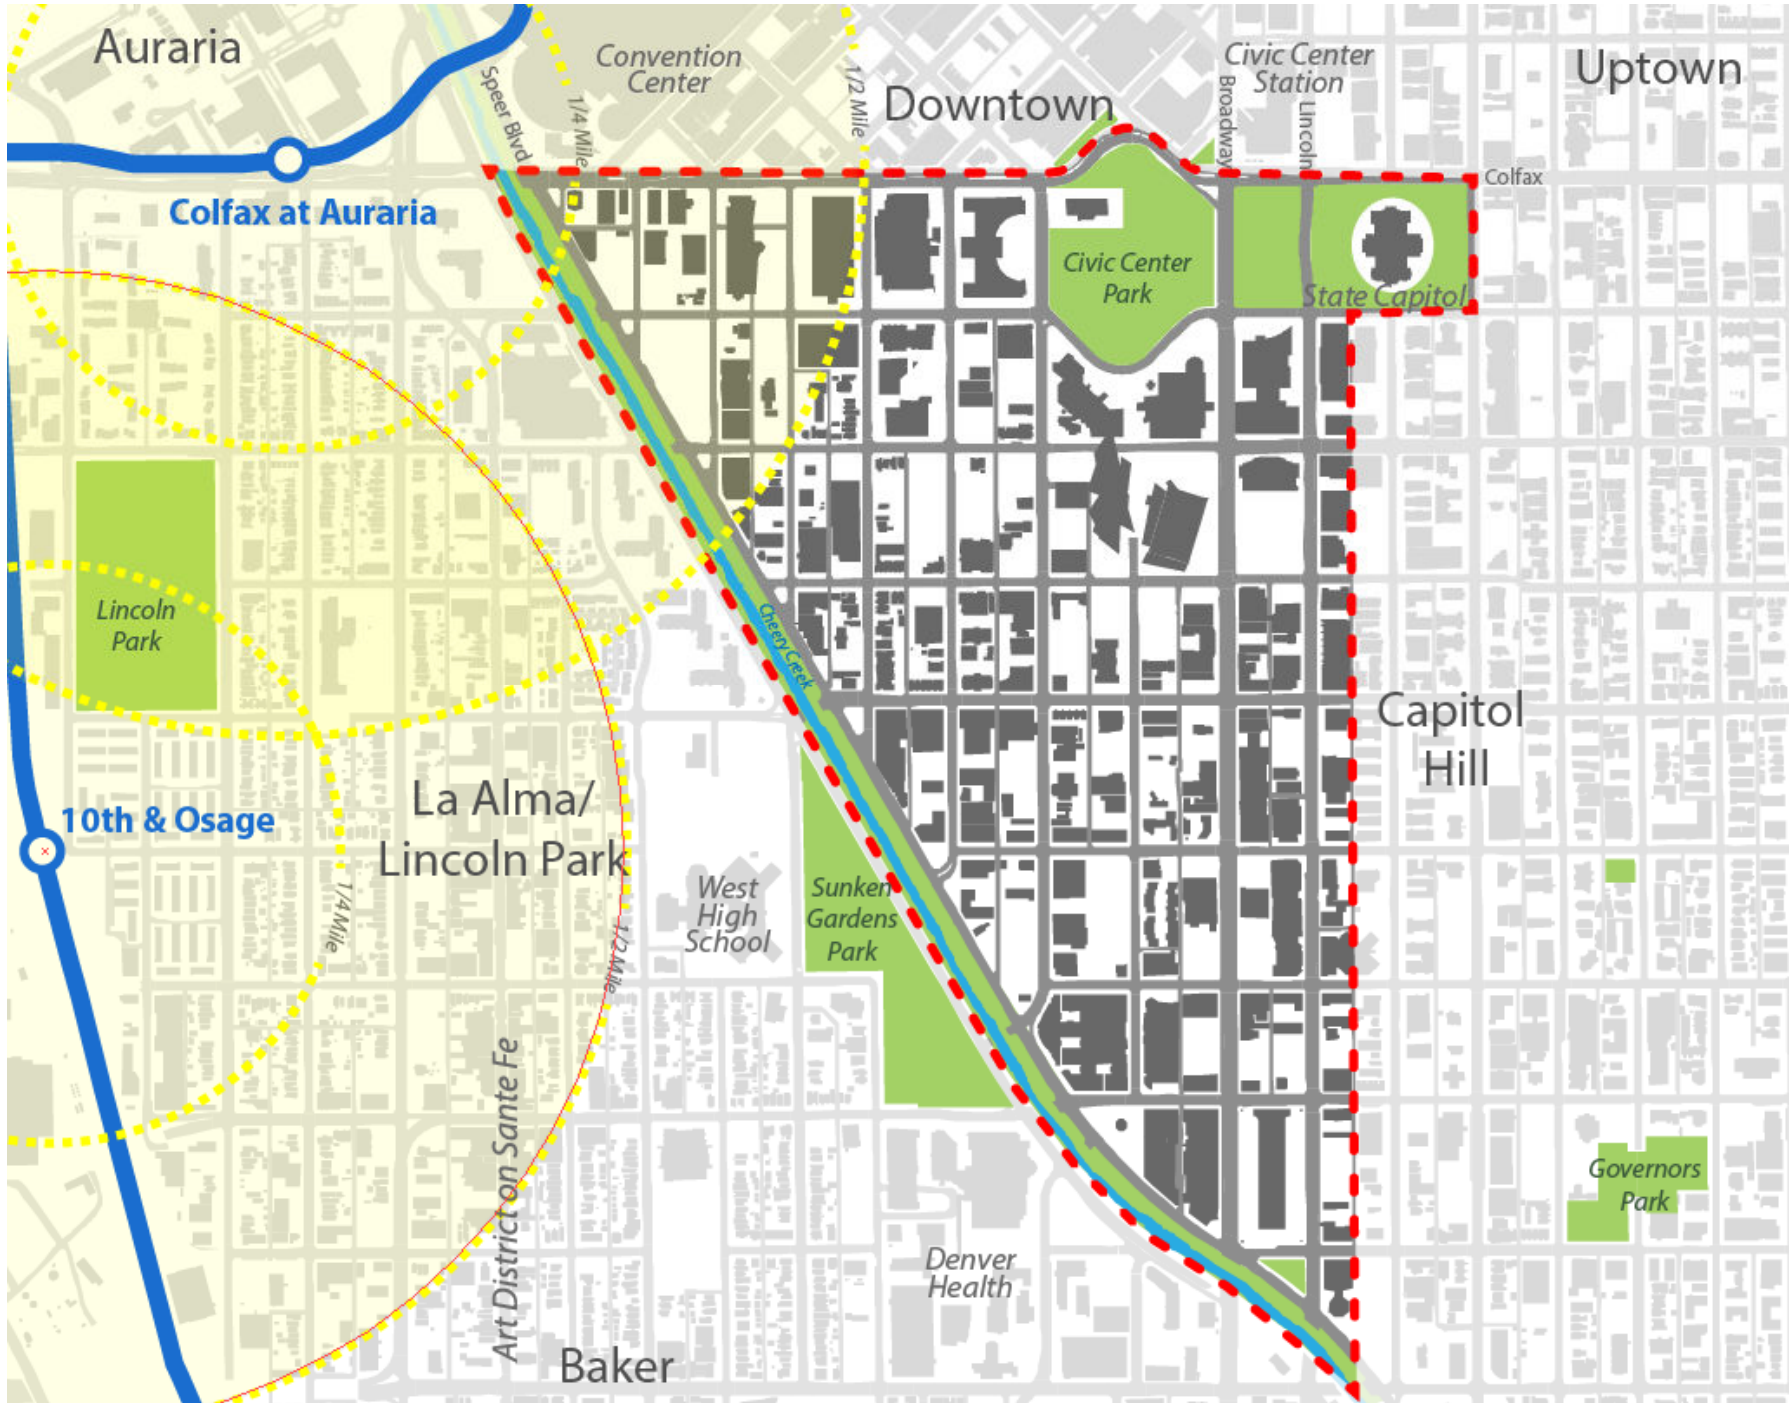 Auraria
Convention
Center
Civic Center
Station
Uptown
Downtown
Speer Blvd
1/4 Mile
1/2 Mile
Broadway
Lincoln
Colfax
Colfax at Auraria
Civic Center
Park
State Capitol
Lincoln
Park
Cheery Creek
Capitol
Hill
10th & Osage
La Alma/
Lincoln Park
1/4 Mile
1/2 Mile
West
High
School
Sunken
Gardens
Park
Art District on Sante Fe
Governors
Park
Denver
Health
Baker